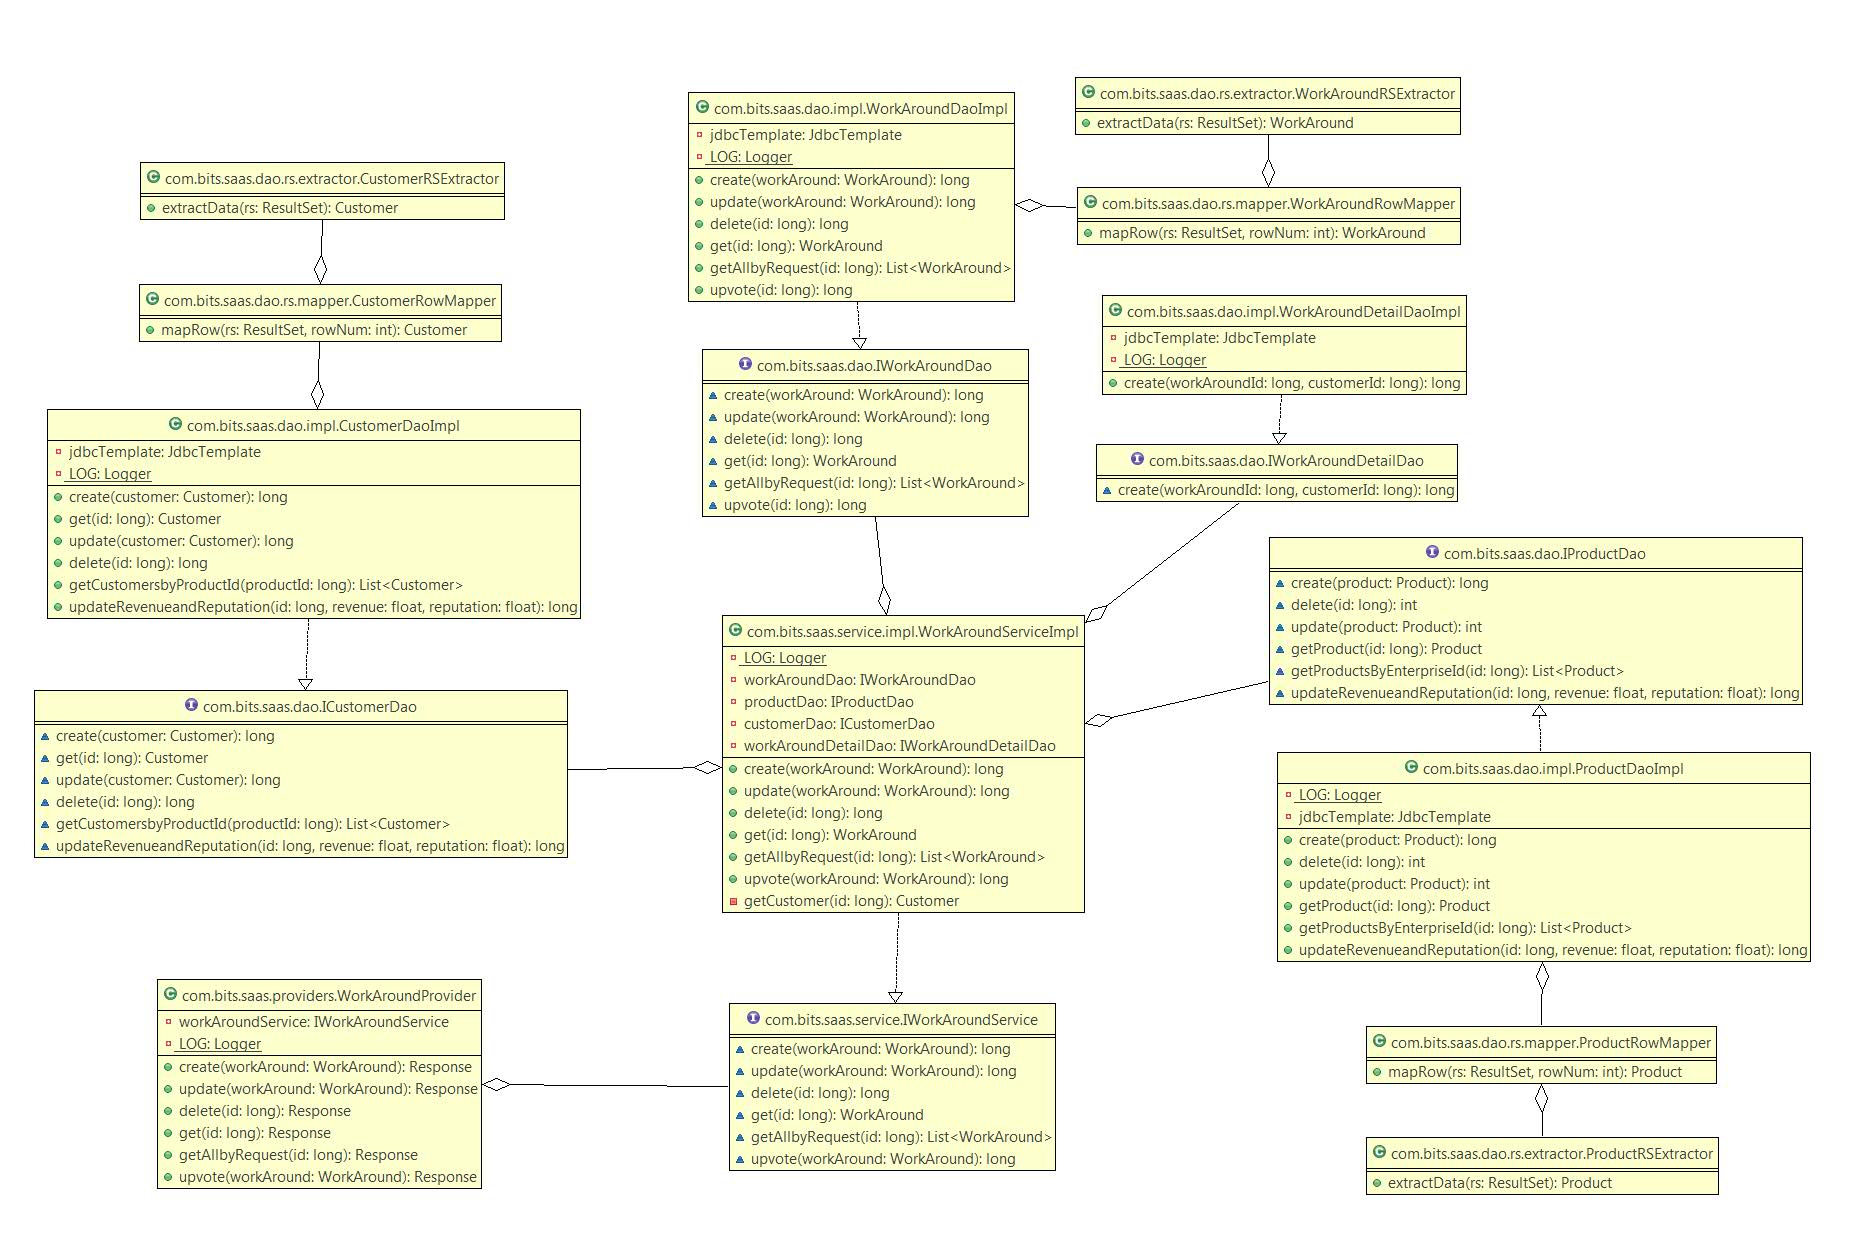 com.bits.saas.dao.rs.extractor.WorkAroundRSExtractor
extractData(rs: ResultSet): WorkAround
com.bits.saas.dao.impl.WorkAroundDaoImpl
jdbcTemplate: JdbcTemplate
LOG: Logger
create(workAround: WorkAround): long
update(workAround: WorkAround): long
delete(id: long): long
get(id: long): WorkAround
getAllbyRequest(id: long): List<WorkAround>
upvote(id: long): long
com.bits.saas.dao.rs.extractor.CustomerRSExtractor
extractData(rs: ResultSet): Customer
com.bits.saas.dao.rs.mapper.WorkAroundRowMapper
mapRow(rs: ResultSet, rowNum: int): WorkAround
com.bits.saas.dao.rs.mapper.CustomerRowMapper
mapRow(rs: ResultSet, rowNum: int): Customer
com.bits.saas.dao.impl.WorkAroundDetailDaoImpl
jdbcTemplate: JdbcTemplate
LOG: Logger
create(workAroundId: long, customerId: long): long
com.bits.saas.dao.IWorkAroundDao
create(workAround: WorkAround): long
update(workAround: WorkAround): long
delete(id: long): long
get(id: long): WorkAround
getAllbyRequest(id: long): List<WorkAround>
upvote(id: long): long
com.bits.saas.dao.impl.CustomerDaoImpl
jdbcTemplate: JdbcTemplate
LOG: Logger
create(customer: Customer): long
get(id: long): Customer
update(customer: Customer): long
delete(id: long): long
getCustomersbyProductId(productId: long): List<Customer>
updateRevenueandReputation(id: long, revenue: float, reputation: float): long
com.bits.saas.dao.IWorkAroundDetailDao
create(workAroundId: long, customerId: long): long
com.bits.saas.dao.IProductDao
create(product: Product): long
delete(id: long): int
update(product: Product): int
getProduct(id: long): Product
getProductsByEnterpriseId(id: long): List<Product>
updateRevenueandReputation(id: long, revenue: float, reputation: float): long
com.bits.saas.service.impl.WorkAroundServiceImpl
LOG: Logger
workAroundDao: IWorkAroundDao
productDao: IProductDao
customerDao: ICustomerDao
workAroundDetailDao: IWorkAroundDetailDao
create(workAround: WorkAround): long
update(workAround: WorkAround): long
delete(id: long): long
get(id: long): WorkAround
getAllbyRequest(id: long): List<WorkAround>
upvote(workAround: WorkAround): long
getCustomer(id: long): Customer
com.bits.saas.dao.ICustomerDao
create(customer: Customer): long
get(id: long): Customer
update(customer: Customer): long
delete(id: long): long
getCustomersbyProductId(productId: long): List<Customer>
updateRevenueandReputation(id: long, revenue: float, reputation: float): long
com.bits.saas.dao.impl.ProductDaoImpl
LOG: Logger
jdbcTemplate: JdbcTemplate
create(product: Product): long
delete(id: long): int
update(product: Product): int
getProduct(id: long): Product
getProductsByEnterpriseId(id: long): List<Product>
updateRevenueandReputation(id: long, revenue: float, reputation: float): long
com.bits.saas.providers.WorkAroundProvider
workAroundService: IWorkAroundService
LOG: Logger
create(workAround: WorkAround): Response
update(workAround: WorkAround): Response
delete(id: long): Response
get(id: long): Response
getAllbyRequest(id: long): Response
upvote(workAround: WorkAround): Response
com.bits.saas.service.IWorkAroundService
create(workAround: WorkAround): long
update(workAround: WorkAround): long
delete(id: long): long
get(id: long): WorkAround
getAllbyRequest(id: long): List<WorkAround>
upvote(workAround: WorkAround): long
com.bits.saas.dao.rs.mapper.ProductRowMapper
mapRow(rs: ResultSet, rowNum: int): Product
com.bits.saas.dao.rs.extractor.ProductRSExtractor
extractData(rs: ResultSet): Product